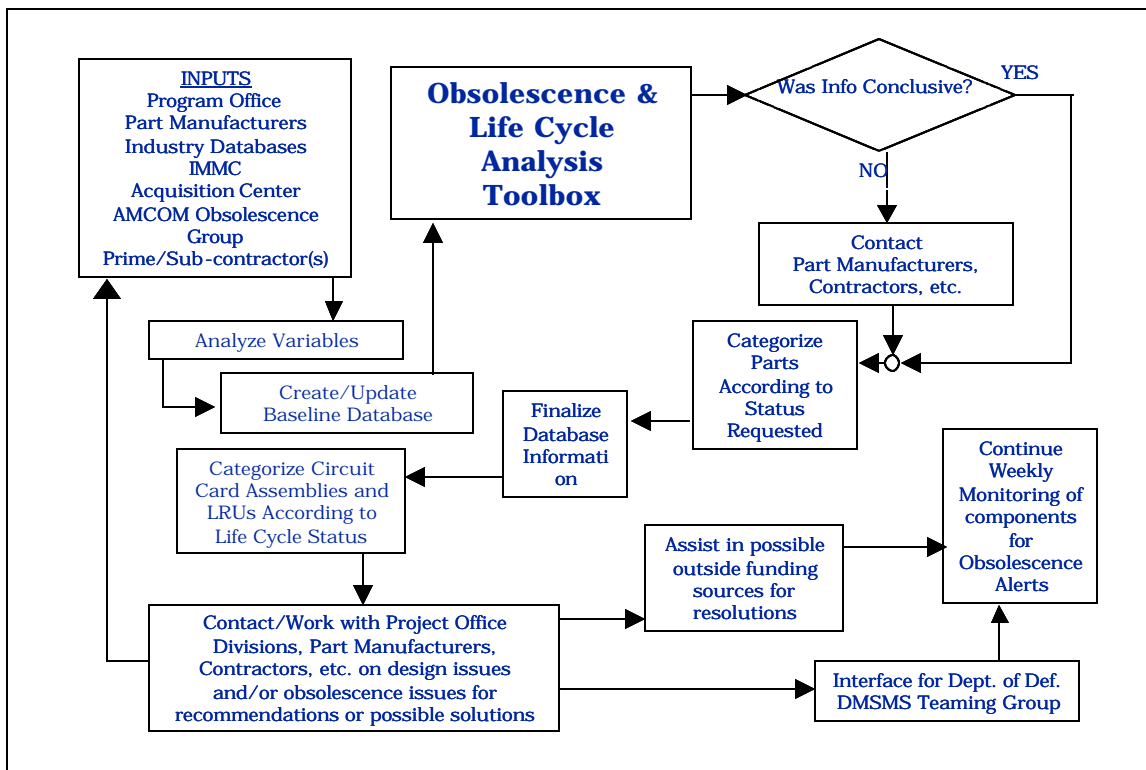 INPUTS
Program Office
Part Manufacturers
Industry Databases
IMMC
Acquisition Center
AMCOM Obsolescence
Group
Prime/Sub-contractor(s)
Obsolescence &
Life Cycle
Analysis
Toolbox
Was Info Conclusive?
YES
NO
Contact
Part Manufacturers,
Contractors, etc.
Analyze Variables
Create/Update
Baseline Database
Categorize
Parts
According to
Status
Requested
Finalize
Database
Informati
on
Categorize Circuit
Card Assemblies and
LRUs According to
Life Cycle Status
Contact/Work with Project Office
Divisions, Part Manufacturers,
Contractors, etc. on design issues
and/or obsolescence issues for
recommendations or possible solutions
Assist in possible
outside funding
sources for
resolutions
Interface for Dept. of Def.
DMSMS Teaming Group
Continue
Weekly
Monitoring of
components
for
Obsolescence
Alerts